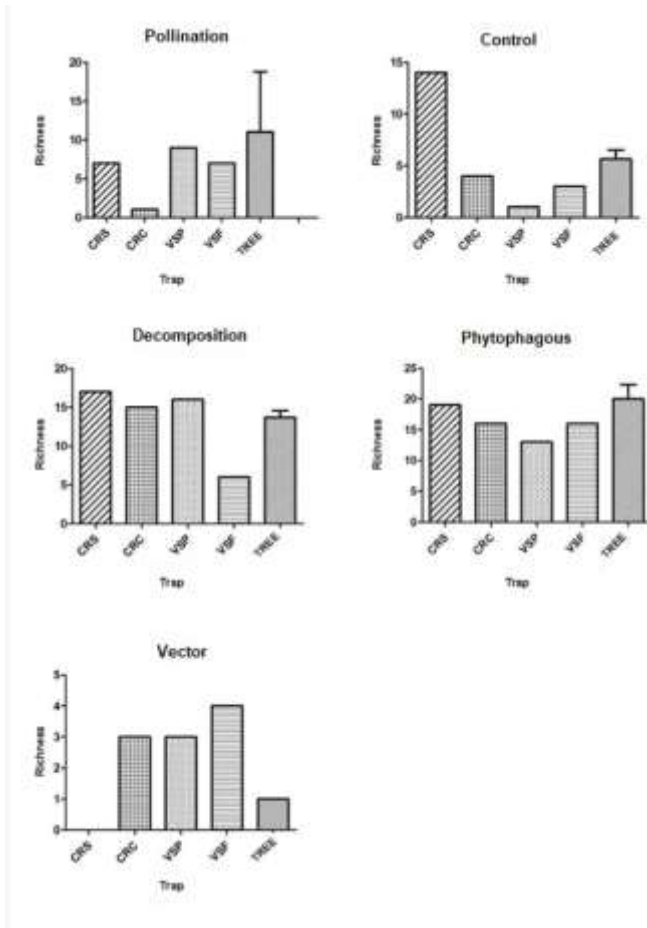 Pollination
Richness
20
15
10
5
0
CRS
CRC
VSP
VSF
TREE
Trap
Control
Richness
15
10
5
0
CRS
CRC
VSP
VSF
TREE
Trap
Decomposition
Richness
20
15
10
5
0
CRS
CRC
VSP
VSF
TREE
Trap
Phytophagous
Richness
25
20
15
10
5
0
CRS
CRC
VSP
VSF
TREE
Trap
Vector
Richness
5
4
3
2
1
0
CRS
CRC
VSP
VSF
TREE
Trap